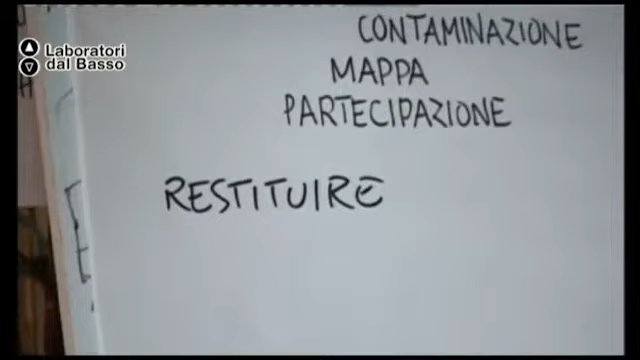 Laboratori
dal Basso
CONTAMINAZIONE
MAPPA
PARTECIPAZIONE
RESTITUIRE